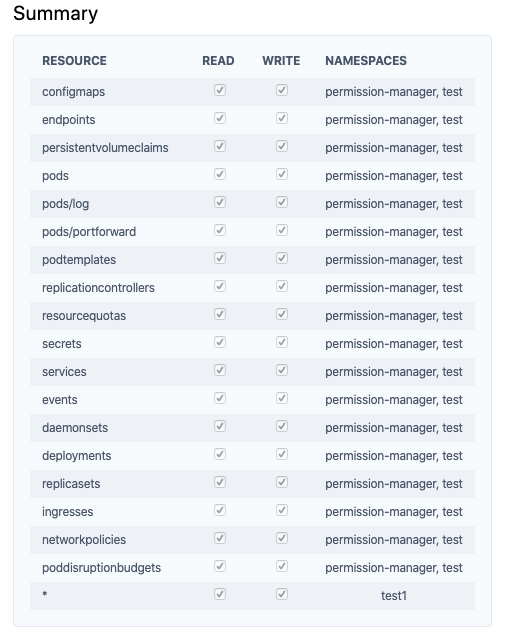 Summary
RESOURCE READ WRITE NAMESPACES
configmaps permission-manager, test
endpoints permission-manager, test
persistentvolumeclaims permission-manager, test
pods permission-manager, test
pods/log permission-manager, test
pods/portforward permission-manager, test
podtemplates permission-manager, test
replicationcontrollers permission-manager, test
resourcequotas permission-manager, test
secrets permission-manager, test
services permission-manager, test
events permission-manager, test
daemonsets permission-manager, test
deployments permission-manager, test
replicasets permission-manager, test
ingresses permission-manager, test
networkpolicies permission-manager, test
poddisruptionbudgets permission-manager, test
* test1